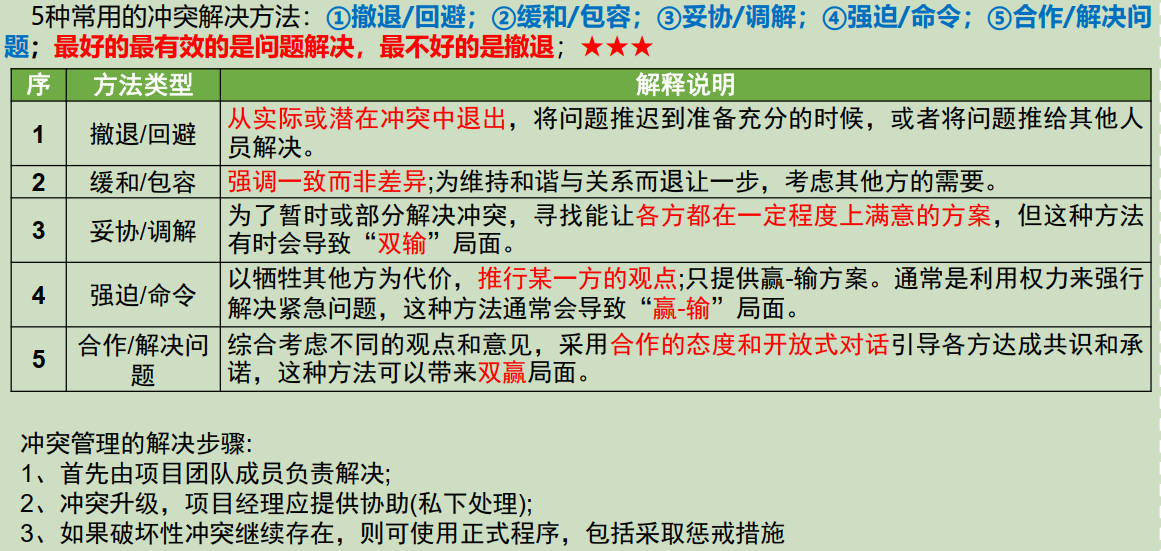 5种常用的冲突解决方法：①撤退/回避；②缓和/包容；③妥协/调解；④强迫/命令；⑤合作/解决问
题；最好的最有效的是问题解决，最不好的是撤退；★★★
序 方法类型 解释说明
1 撤退/回避 从实际或潜在冲突中退出，将问题推迟到准备充分的时候，或者将问题推给其他人
员解决。
2 缓和/包容 强调一致而非差异;为维持和谐与关系而退让一步，考虑其他方的需要。
3 妥协/调解 为了暂时或部分解决冲突，寻找能让各方都在一定程度上满意的方案，但这种方法
有时会导致“双输”局面。
4 强迫/命令 以牺牲其他方为代价，推行某一方的观点;只提供赢-输方案。通常是利用权力来强行
解决紧急问题，这种方法通常会导致“赢-输”局面。
5 合作/解决问 综合考虑不同的观点和意见，采用合作的态度和开放式对话引导各方达成共识和承
题 诺，这种方法可以带来双赢局面。
冲突管理的解决步骤:
1、首先由项目团队成员负责解决;
2、冲突升级，项目经理应提供协助(私下处理);
3、如果破坏性冲突继续存在，则可使用正式程序，包括采取惩戒措施